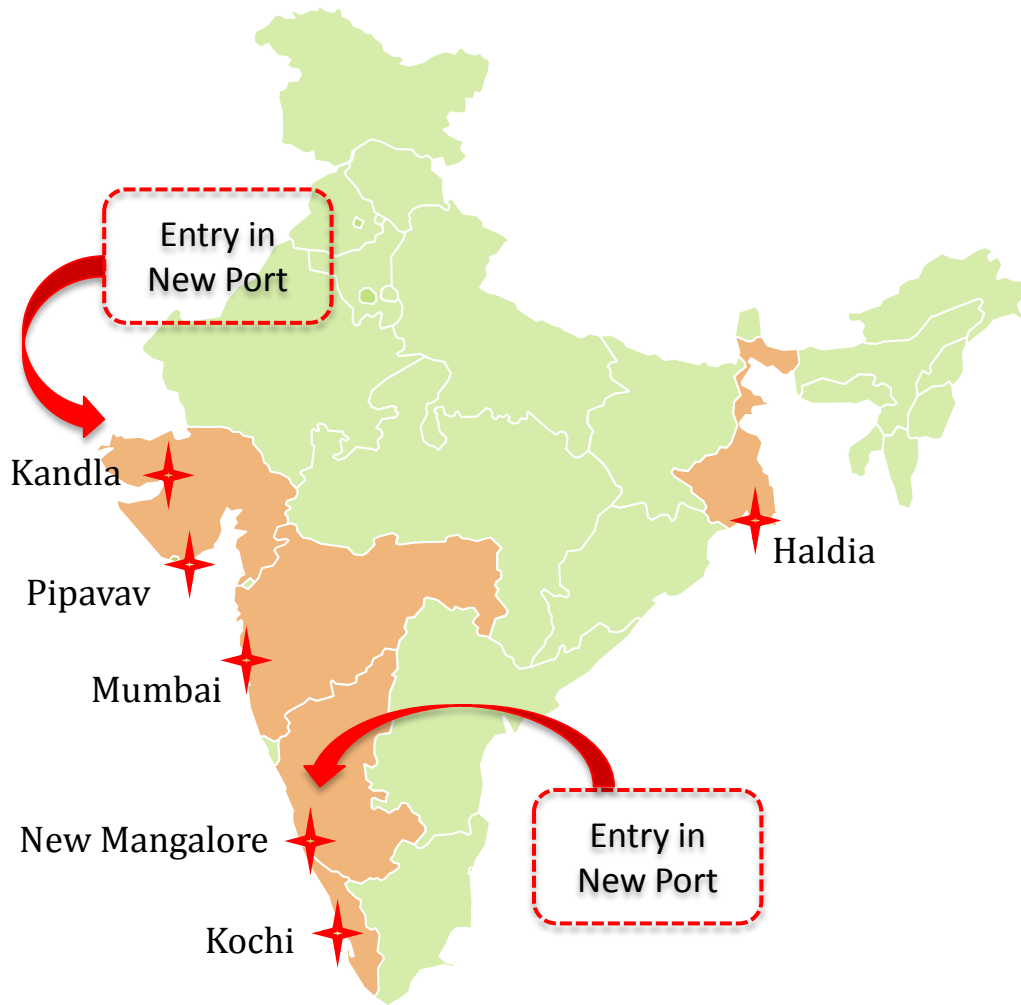 Entry in
New Port
Kandla
Pipavav
Haldia
Mumbai
New Mangalore
Entry in
New Port
Kochi